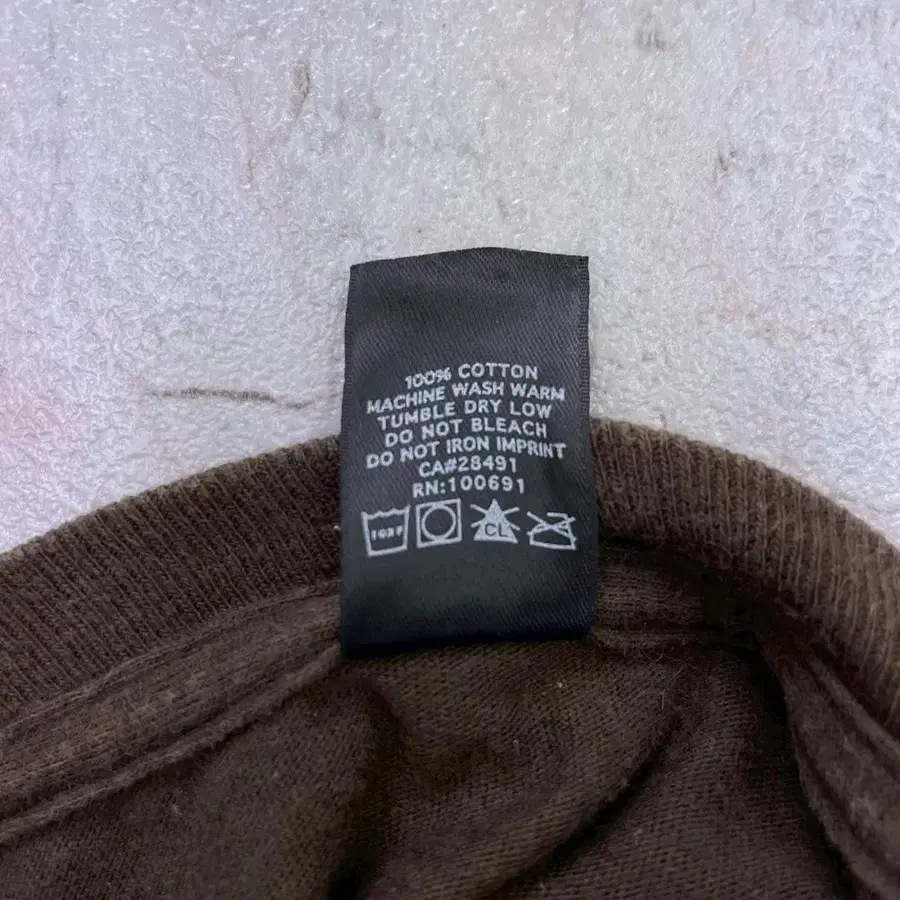 100% COTTON
MACHINE WASH WARM
TUMBLE DRY LOW
DO NOT BLEACH
DO NOT IRON IMPRINT
CA#28491
RN:100691
CL